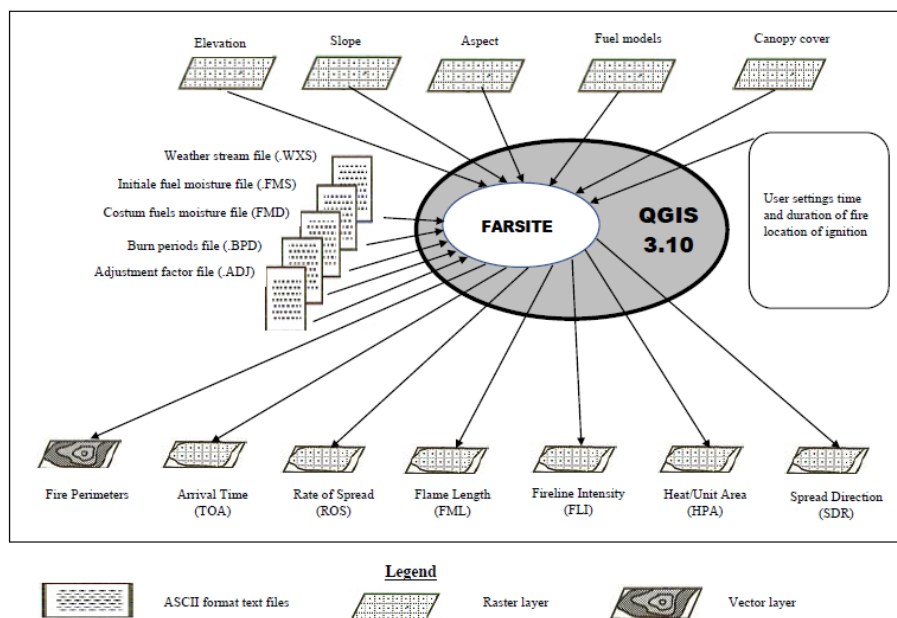 Elevation
Slope
Aspect
Fuel models
Canopy cover
Weather stream file (.WXS)
Initiale fuel moisture file (.FMS)
Costum fuels moisture file (FMD)
Burn periods file (.BPD)
Adjustment factor file (.ADJ)
FARSITE
QGIS
3.10
User settings time
and duration of fire
location of ignition
Fire Perimeters
Arrival Time
(TOA)
Rate of Spread
(ROS)
Flame Length
(FML)
Fireline Intensity
(FLI)
Heat/Unit Area
(HPA)
Spread Direction
(SDR)
Legend
ASCII format text files
Raster layer
Vector layer